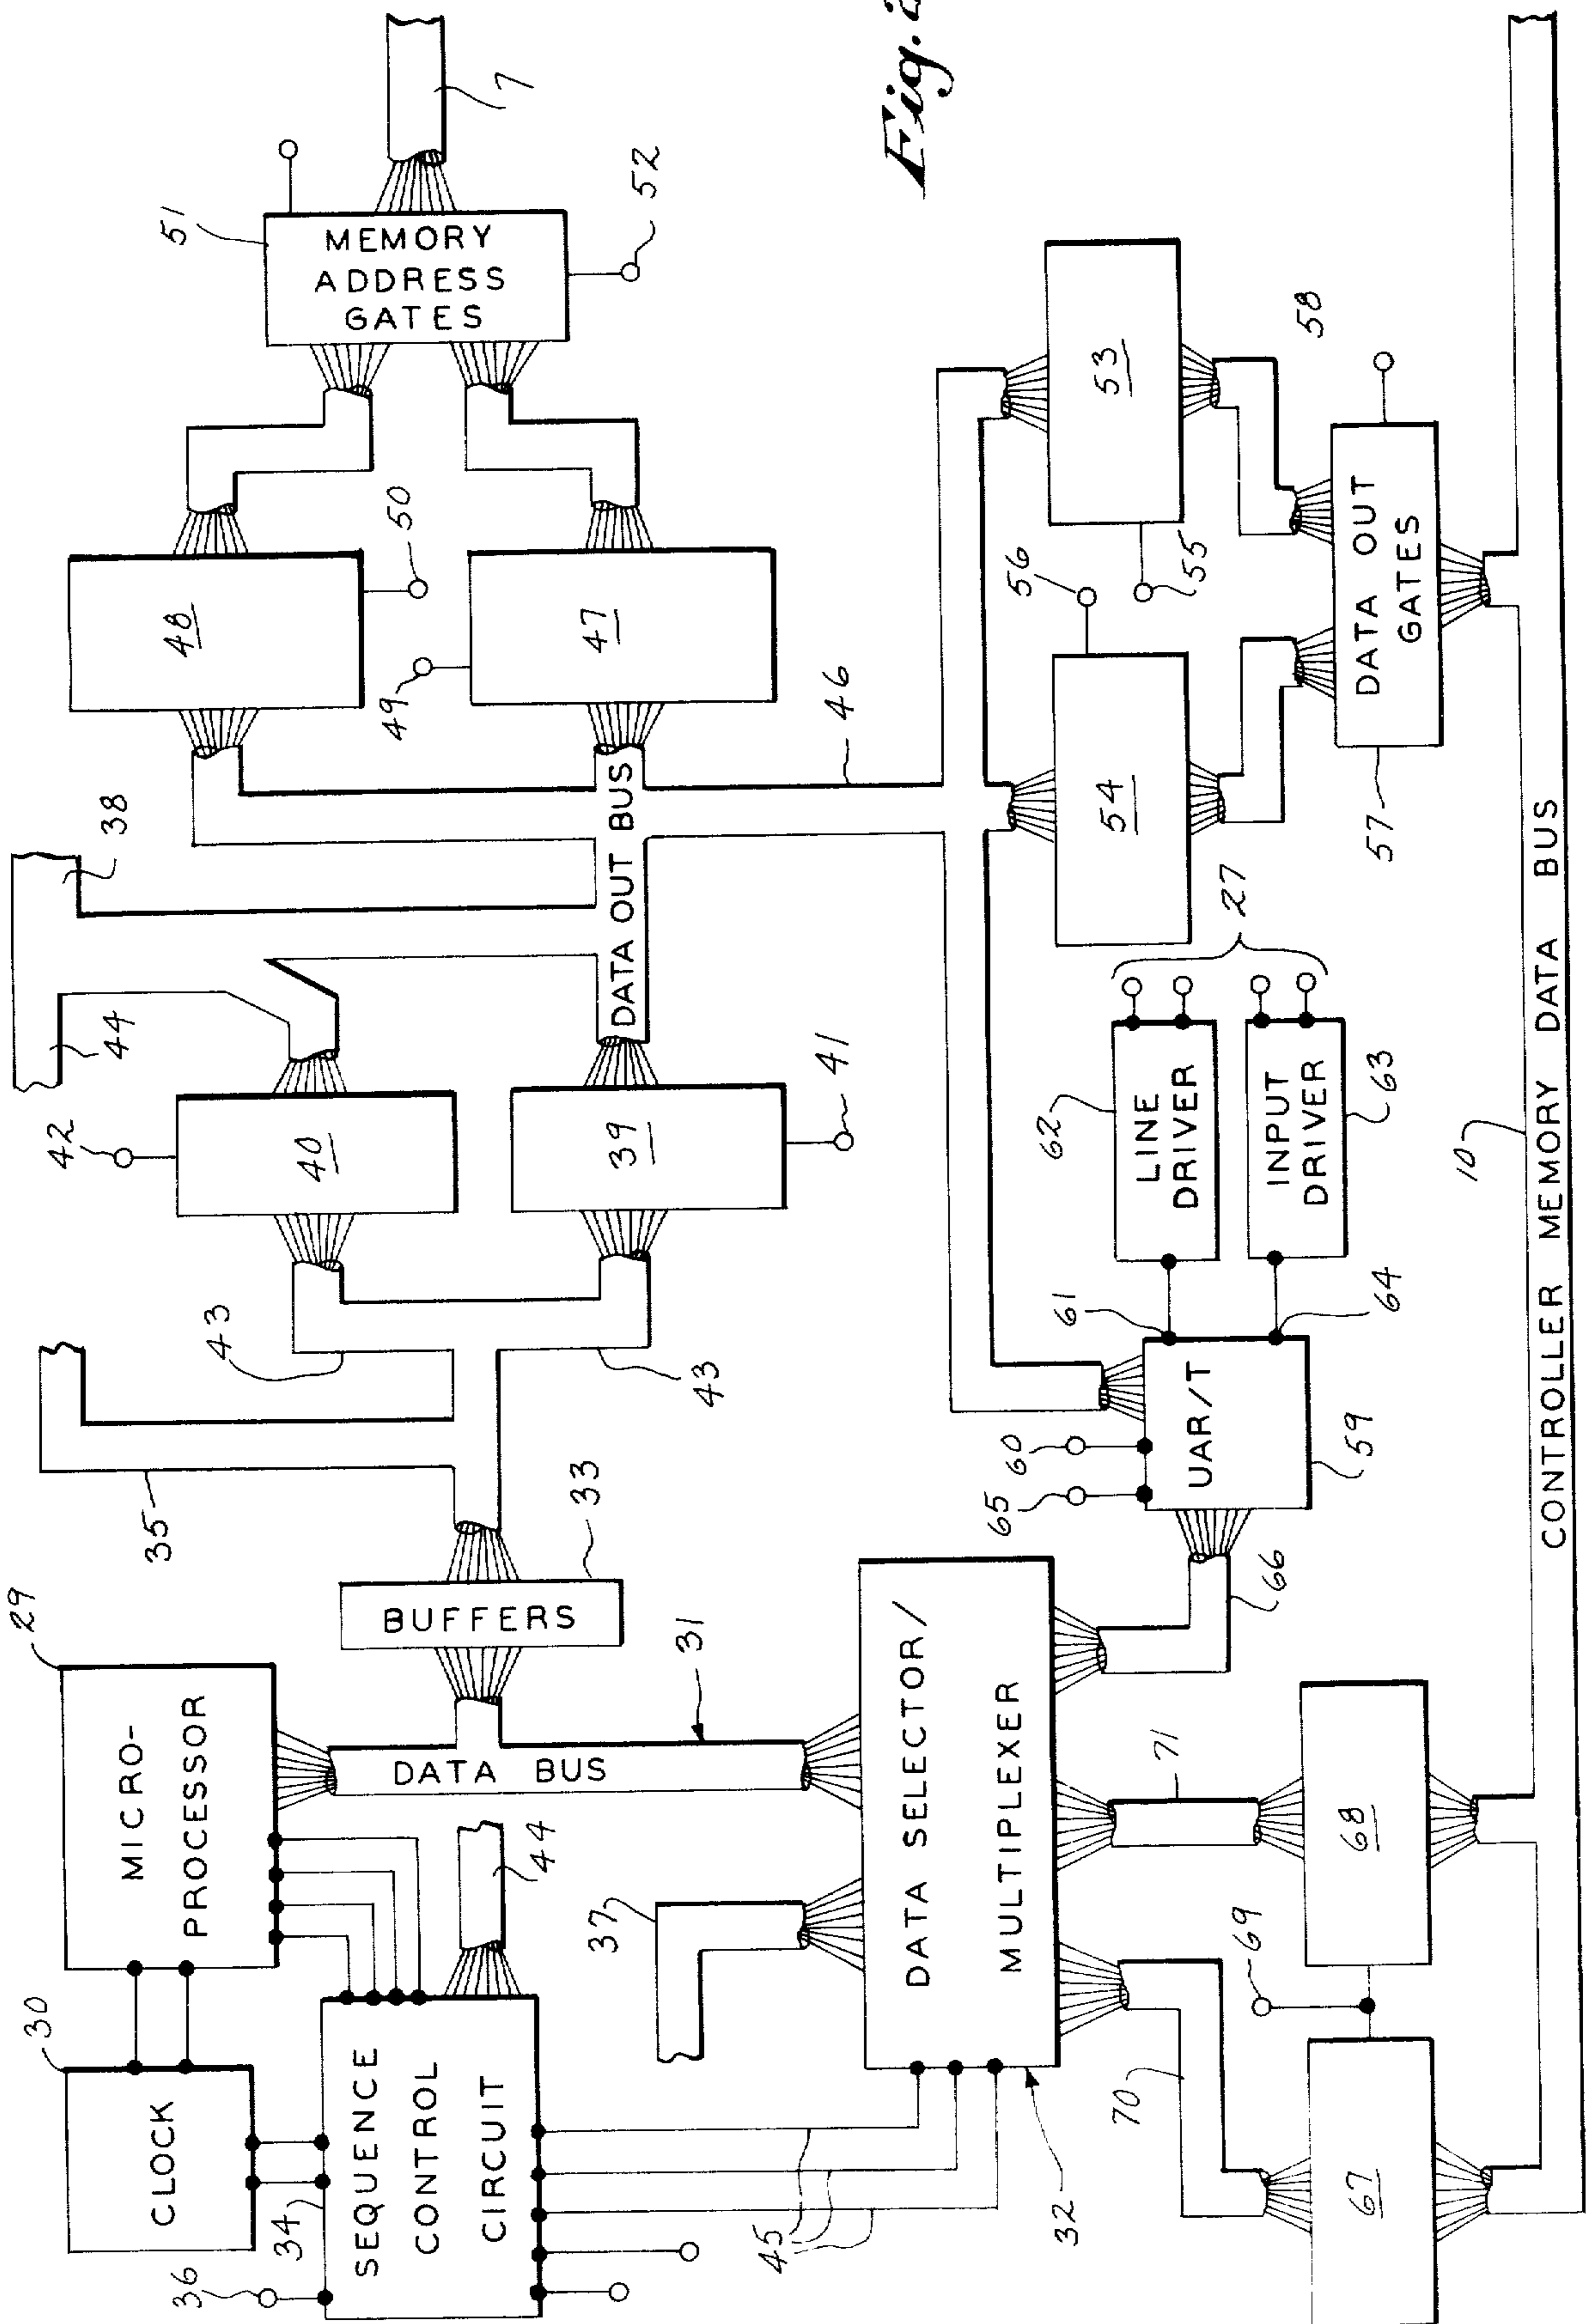 30
CLOCK
29
MICRO-
PROCESSOR
34
36
SEQUENCE
CONTROL
CIRCUIT
45
44
DATA BUS
31
BUFFERS
33
35
43
43
42
40
39
41
44
38
DATA OUT BUS
46
48
50
49
47
51
MEMORY
ADDRESS
GATES
52
7
37
DATA SELECTOR/
MULTIPLEXER
32
66
65
60
UAR/T
59
61
64
62
LINE
DRIVER
INPUT
DRIVER
63
27
54
56
55
53
57
DATA OUT
GATES
58
70
71
67
69
68
10
CONTROLLER MEMORY DATA BUS